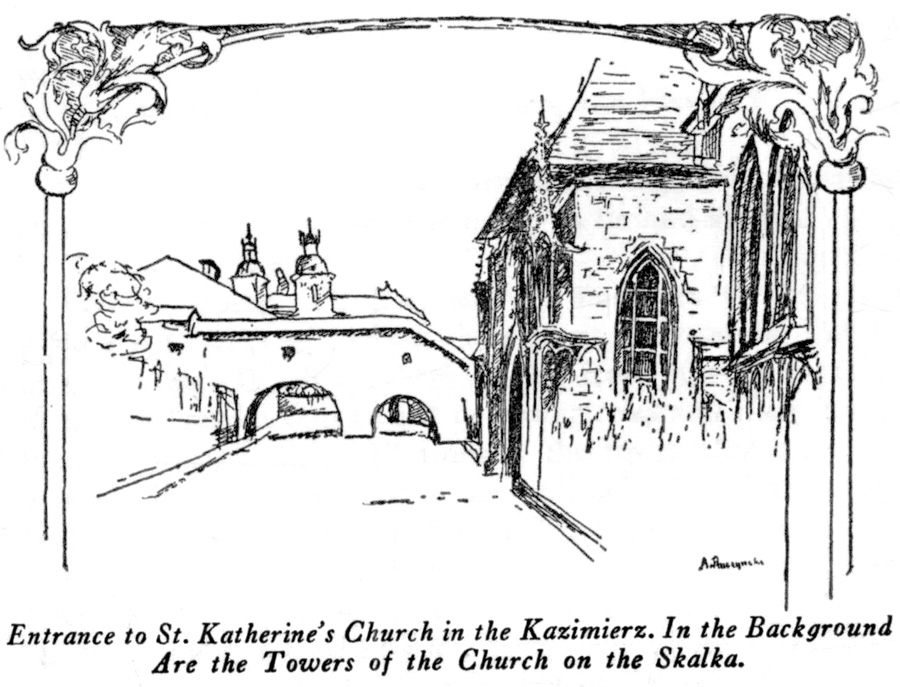 Entrance to St. Katherine's Church in the Kazimierz. In the Background
Are the Towers of the Church on the Skalka.